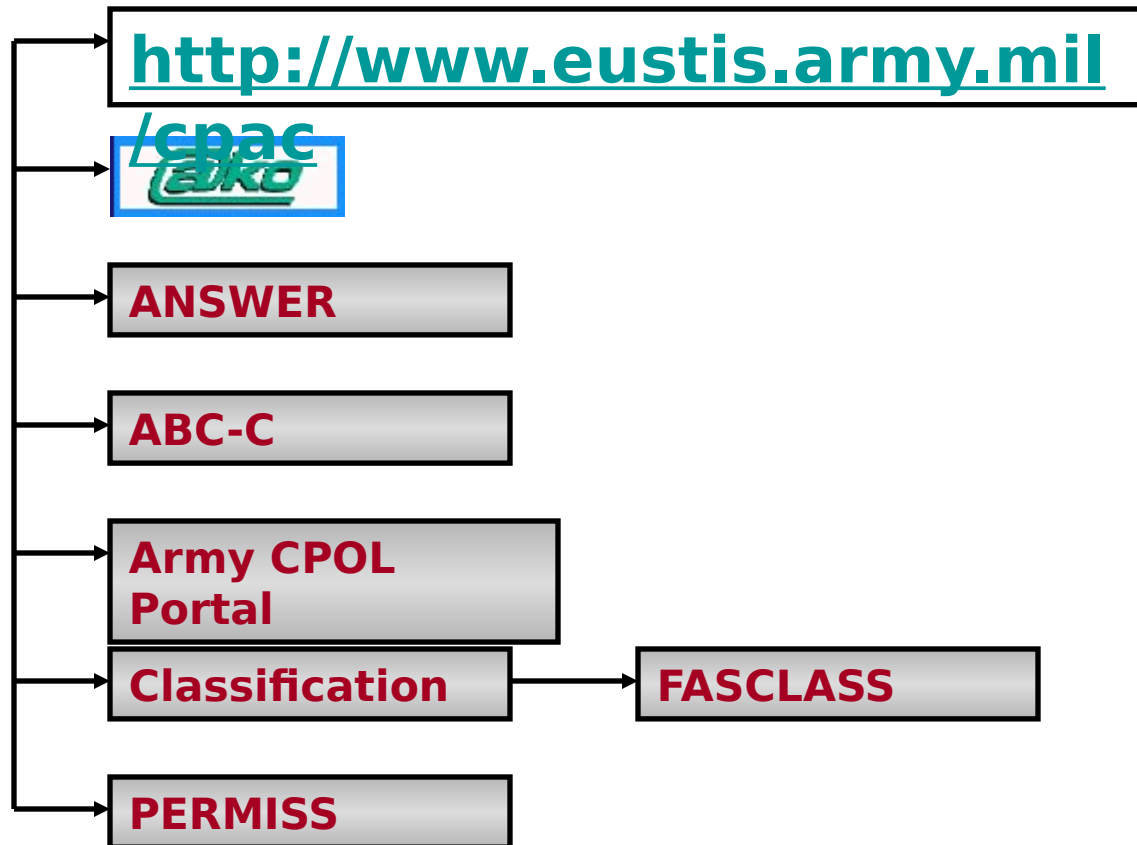 http://www.eustis.army.mil
/cpac
ANSWER
ABC-C
Army CPOL
Portal
Classification
FASCLASS
PERMISS